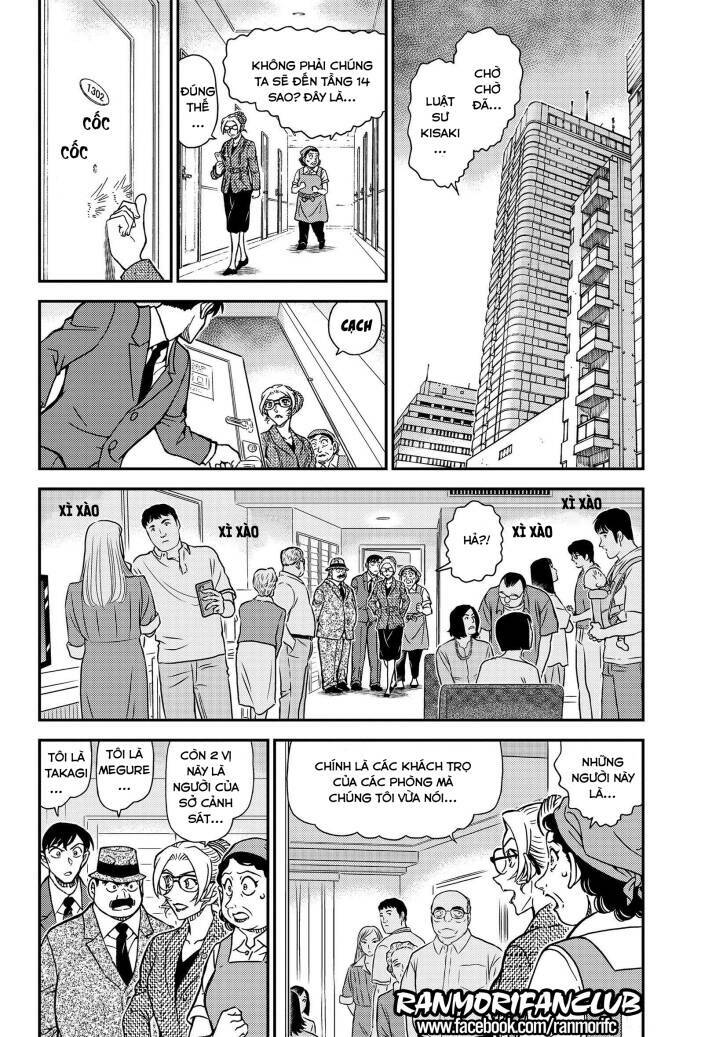 CHỜ
CHỜ
ĐÃ...
LUẬT
SƯ
KISAKI
...
KHÔNG PHẢI CHÚNG
TA SẼ ĐẾN TẦNG 14
SAO? ĐÂY LÀ...
ĐÚNG
THẾ
...
1302
CỐC
CỐC
CẠCH
HẢ?!
XÌ XÀO
XÌ XÀO
XÌ XÀO
XÌ XÀO
NHỮNG
NGƯỜI NÀY
LÀ...
CHÍNH LÀ CÁC KHÁCH TRỌ
CỦA CÁC PHÒNG MÀ
CHÚNG TÔI VỪA NÓI...
CÒN 2 VỊ
NÀY LÀ
NGƯỜI CỦA
SỞ CẢNH
SÁT...
TÔI LÀ
MEGURE
...
TÔI LÀ
TAKAGI
...
RANMORIFANCLUB
www.facebook.com/ranmorifc